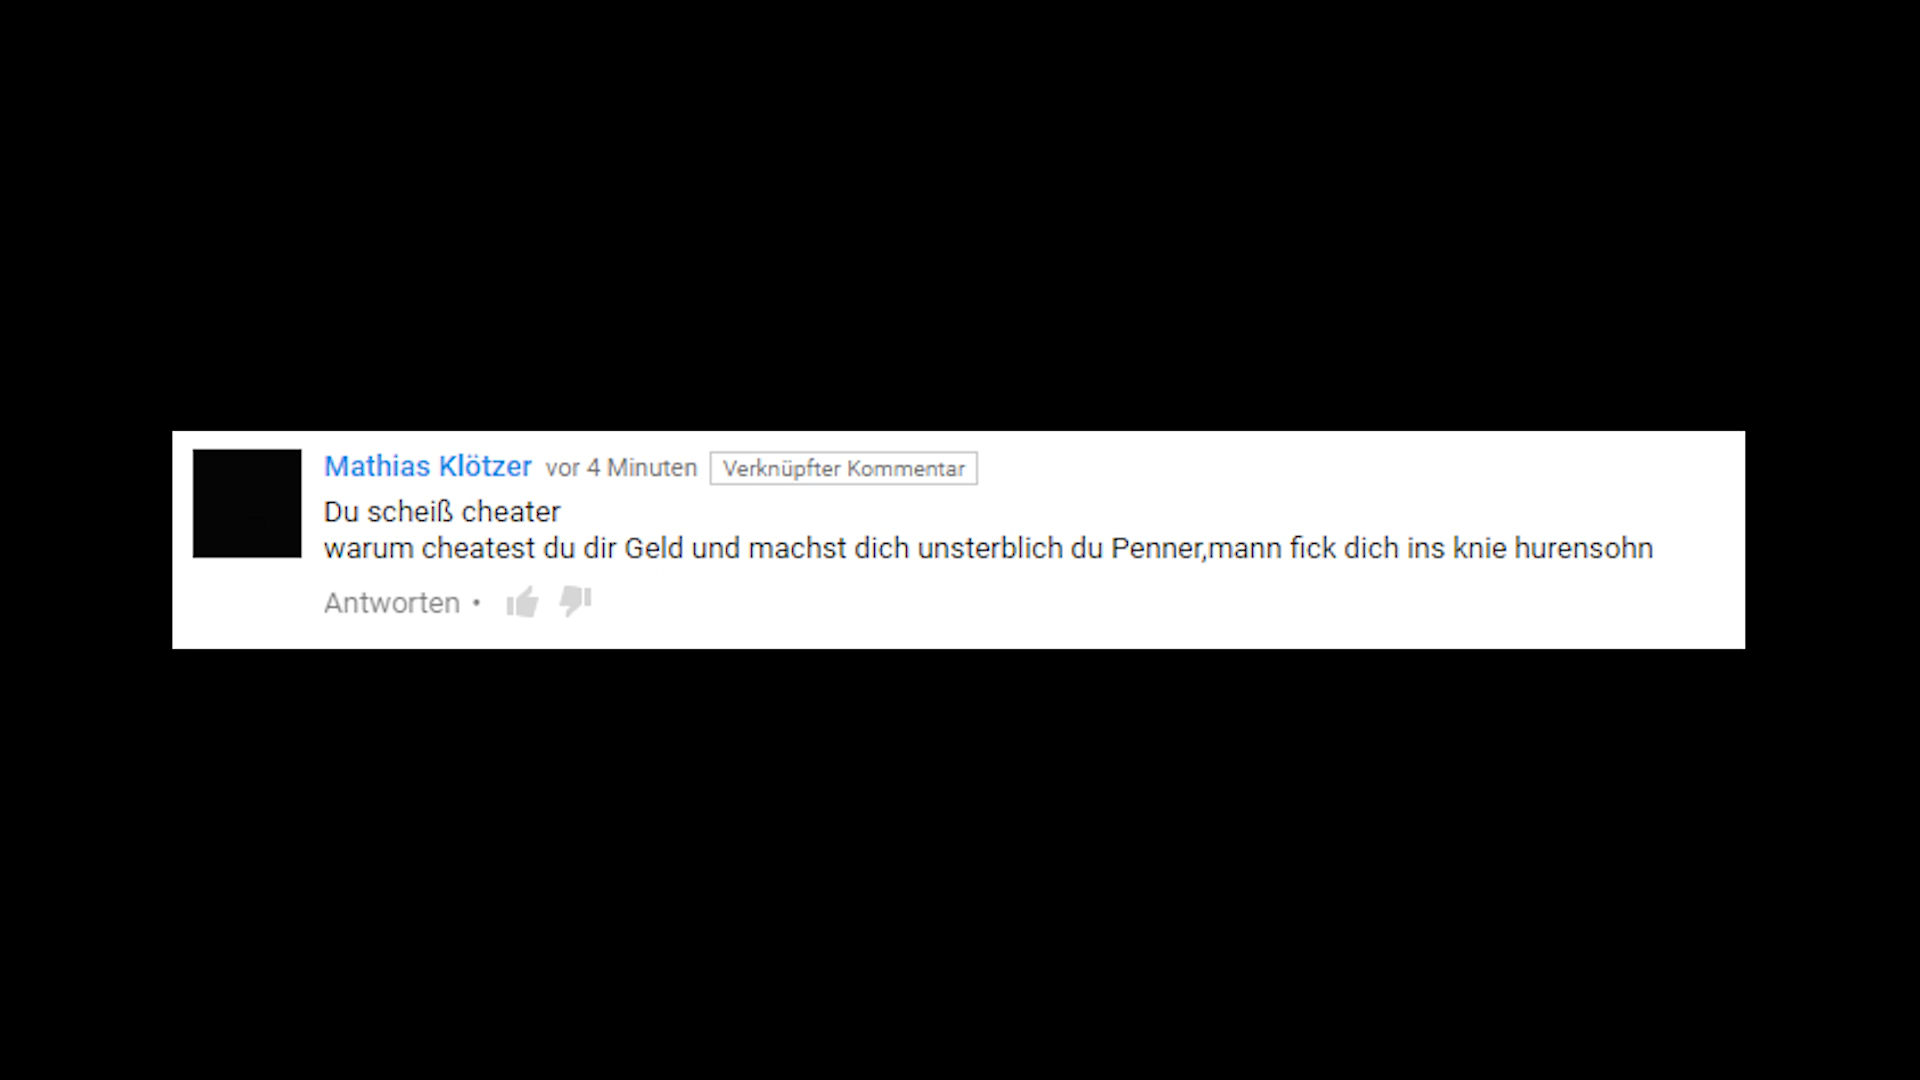 Mathias Klötzer vor 4 Minuten Verknüpfter Kommentar
Du scheiß cheater
warum cheatest du dir Geld und machst dich unsterblich du Penner,mann fick dich ins knie hurensohn
Antworten •